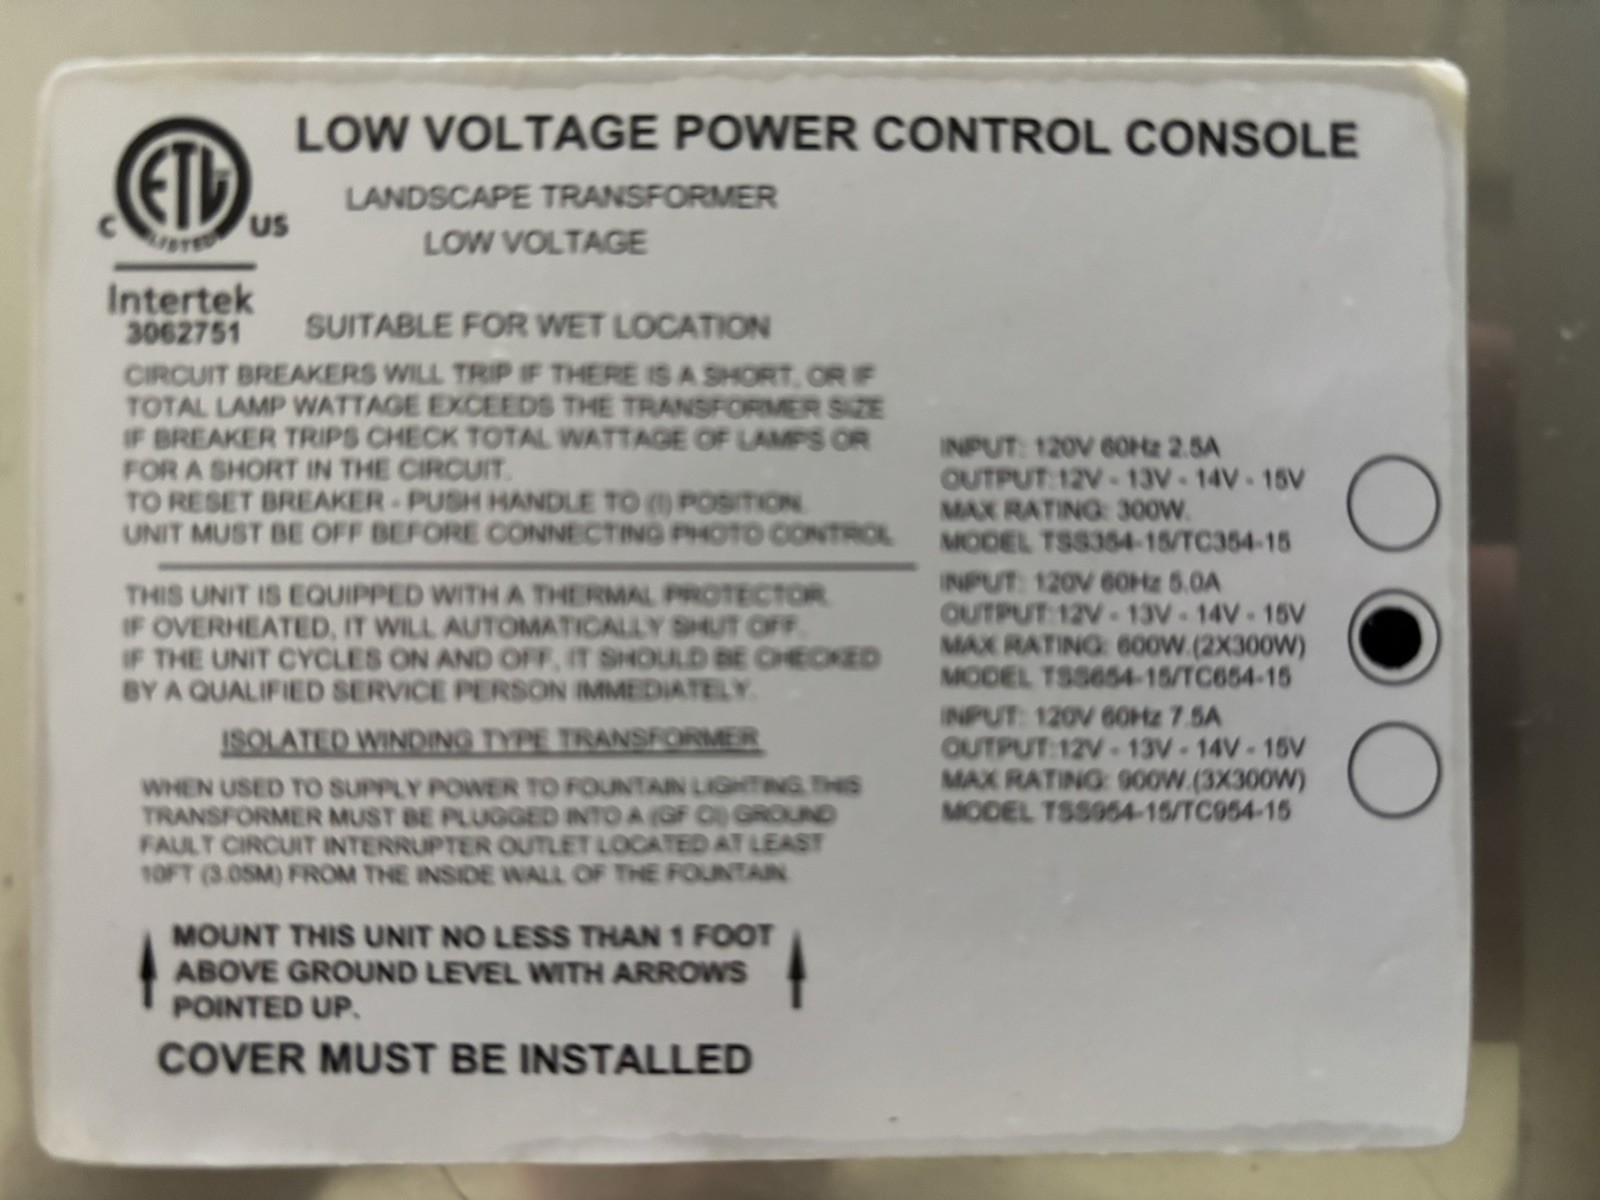 LOW VOLTAGE POWER CONTROL CONSOLE
ETL
LISTED
C US
Intertek
3062751
LANDSCAPE TRANSFORMER
LOW VOLTAGE
SUITABLE FOR WET LOCATION
CIRCUIT BREAKERS WILL TRIP IF THERE IS A SHORT, OR IF
TOTAL LAMP WATTAGE EXCEEDS THE TRANSFORMER SIZE
IF BREAKER TRIPS CHECK TOTAL WATTAGE OF LAMPS OR
FOR A SHORT IN THE CIRCUIT.
TO RESET BREAKER - PUSH HANDLE TO (I) POSITION.
UNIT MUST BE OFF BEFORE CONNECTING PHOTO CONTROL
THIS UNIT IS EQUIPPED WITH A THERMAL PROTECTOR.
IF OVERHEATED, IT WILL AUTOMATICALLY SHUT OFF.
IF THE UNIT CYCLES ON AND OFF, IT SHOULD BE CHECKED
BY A QUALIFIED SERVICE PERSON IMMEDIATELY.
ISOLATED WINDING TYPE TRANSFORMER
WHEN USED TO SUPPLY POWER TO FOUNTAIN LIGHTING, THIS
TRANSFORMER MUST BE PLUGGED INTO A (GF CI) GROUND
FAULT CIRCUIT INTERRUPTER OUTLET LOCATED AT LEAST
10FT (3.05M) FROM THE INSIDE WALL OF THE FOUNTAIN.
MOUNT THIS UNIT NO LESS THAN 1 FOOT
ABOVE GROUND LEVEL WITH ARROWS
POINTED UP.
COVER MUST BE INSTALLED
INPUT: 120V 60Hz 2.5A
OUTPUT:12V - 13V - 14V - 15V
MAX RATING: 300W.
MODEL TSS354-15/TC354-15
INPUT: 120V 60Hz 5.0A
OUTPUT:12V - 13V - 14V - 15V
MAX RATING: 600W.(2X300W)
MODEL TSS654-15/TC654-15
INPUT: 120V 60Hz 7.5A
OUTPUT:12V - 13V - 14V - 15V
MAX RATING: 900W.(3X300W)
MODEL TSS954-15/TC954-15